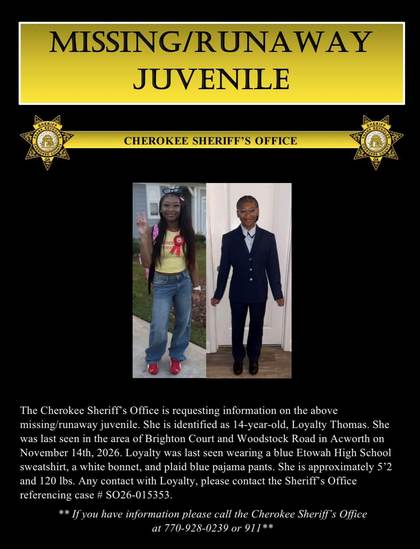 MISSING/RUNAWAY
JUVENILE
CHEROKEE SHERIFF'S OFFICE
The Cherokee Sheriff's Office is requesting information on the above
missing/runaway juvenile. She is identified as 14-year-old, Loyalty Thomas. She
was last seen in the area of Brighton Court and Woodstock Road in Acworth on
November 14th, 2026. Loyalty was last seen wearing a blue Etowah High School
sweatshirt, a white bonnet, and plaid blue pajama pants. She is approximately 5'2
and 120 lbs. Any contact with Loyalty, please contact the Sheriff's Office
referencing case # SO26-015353.
** If you have information please call the Cherokee Sheriff's Office
at 770-928-0239 or 911**